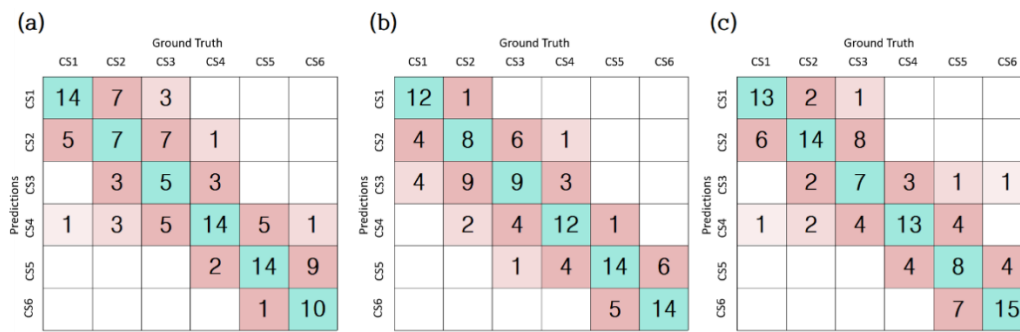 (a)
Ground Truth
CS1 CS2 CS3 CS4 CS5 CS6
Predictions
CS1 14 7 3
CS2 5 7 7 1
CS3 3 5 3
CS4 1 3 5 14 5 1
CS5 2 14 9
CS6 1 10
(b)
Ground Truth
CS1 CS2 CS3 CS4 CS5 CS6
Predictions
CS1 12 1
CS2 4 8 6 1
CS3 4 9 9 3
CS4 2 4 12 1
CS5 1 4 14 6
CS6 5 14
(c)
Ground Truth
CS1 CS2 CS3 CS4 CS5 CS6
Predictions
CS1 13 2 1
CS2 6 14 8
CS3 2 7 3 1 1
CS4 1 2 4 13 4
CS5 4 8 4
CS6 7 15